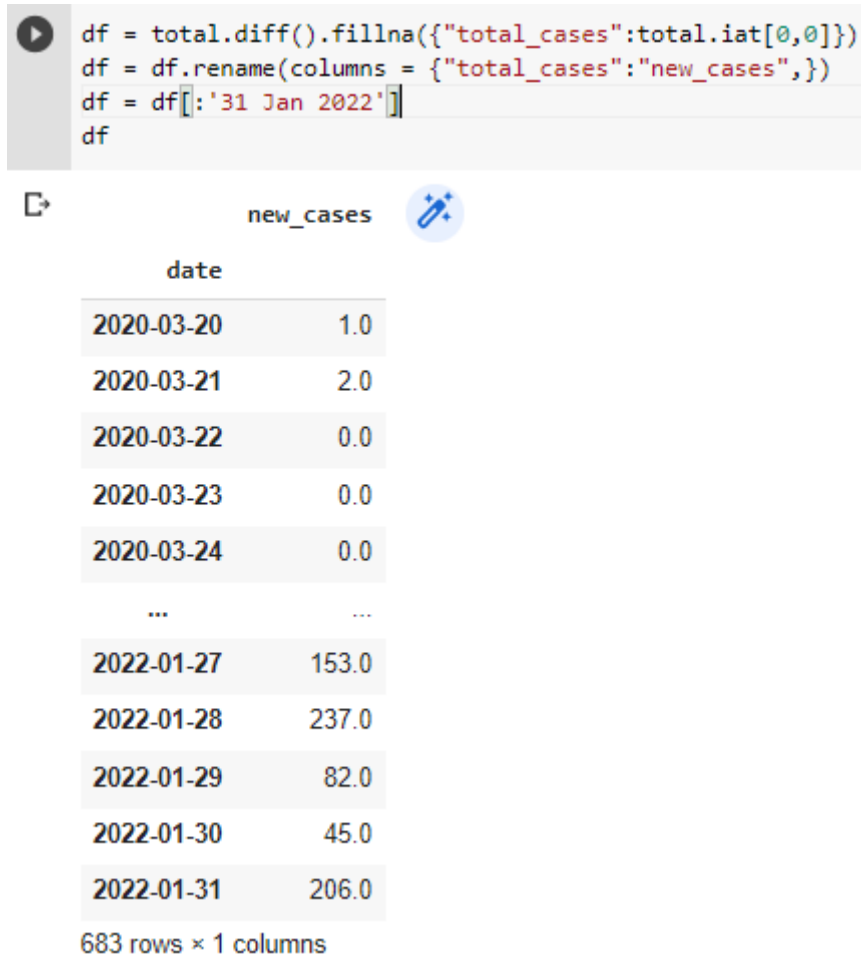 df = total.diff().fillna({"total_cases":total.iat[0,0]})
df = df.rename(columns = {"total_cases":"new_cases",})
df = df[:'31 Jan 2022']
df
new_cases
date
2020-03-20 1.0
2020-03-21 2.0
2020-03-22 0.0
2020-03-23 0.0
2020-03-24 0.0
... ...
2022-01-27 153.0
2022-01-28 237.0
2022-01-29 82.0
2022-01-30 45.0
2022-01-31 206.0
683 rows × 1 columns